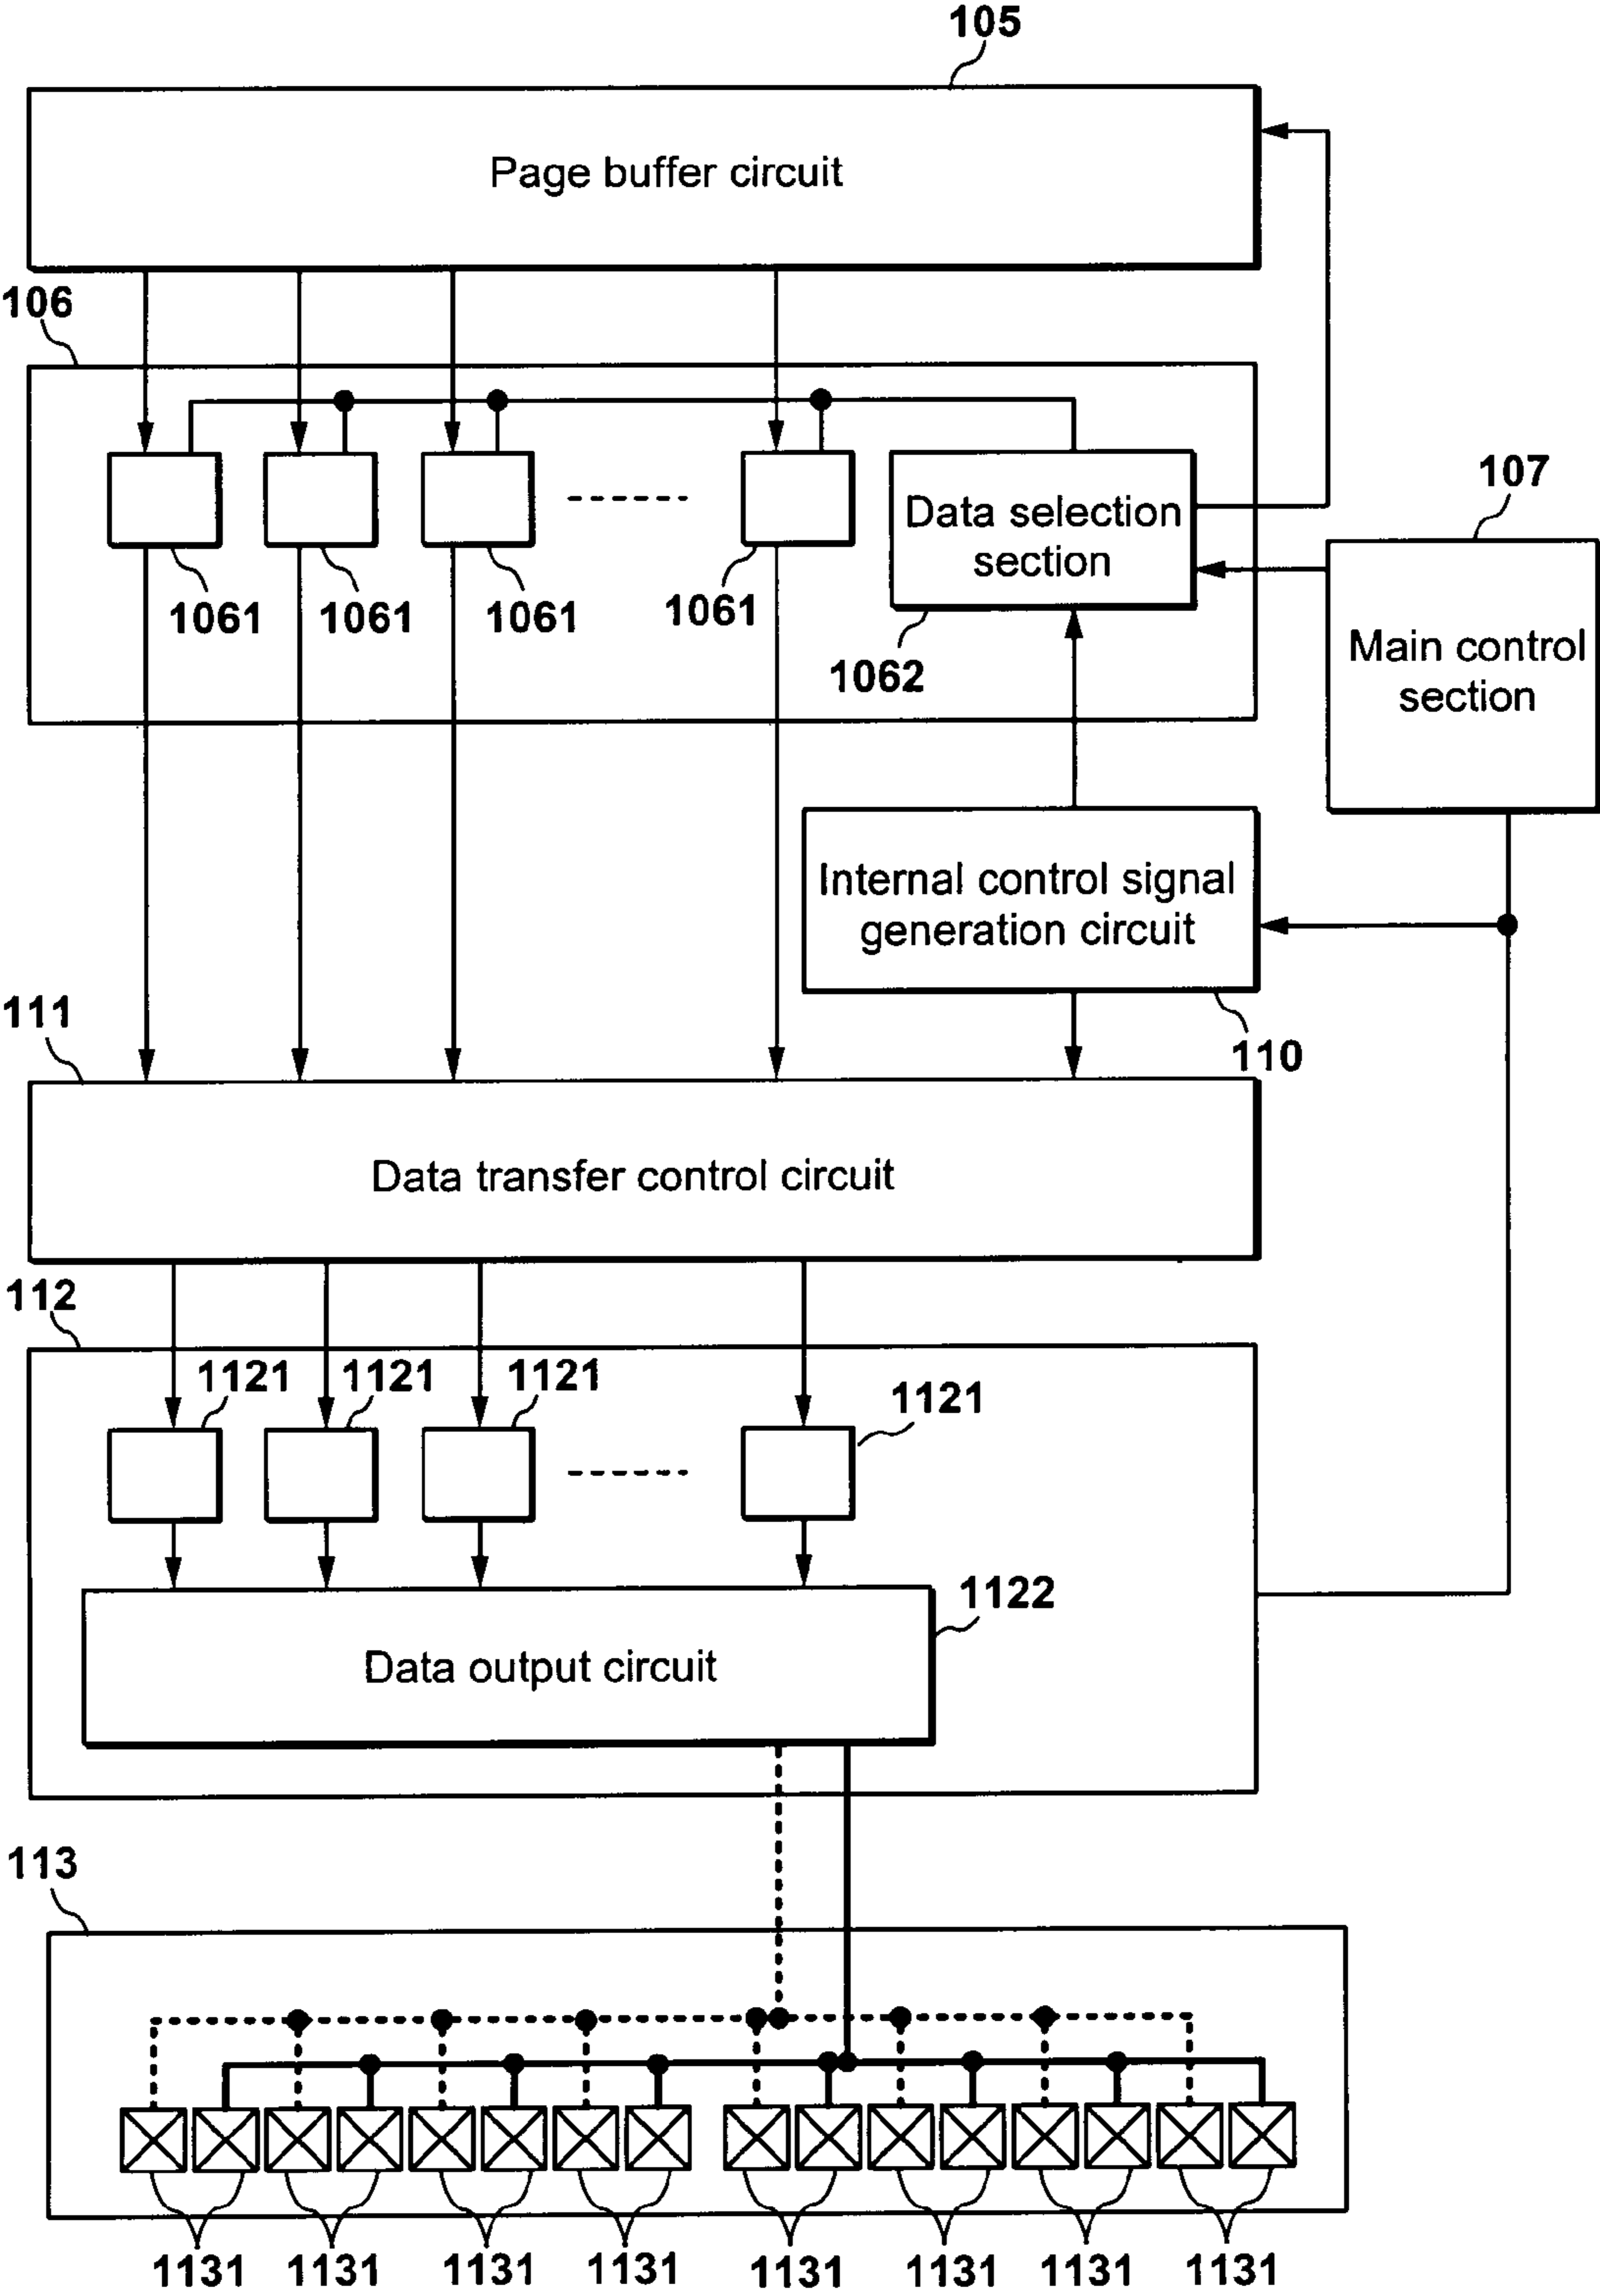 105
Page buffer circuit
106
107
Data selection
section
1061
1061
1061
1061
1062
Main control
section
Internal control signal
generation circuit
111
110
Data transfer control circuit
112
1121
1121
1121
1121
1122
Data output circuit
113
1131
1131
1131
1131
1131
1131
1131
1131